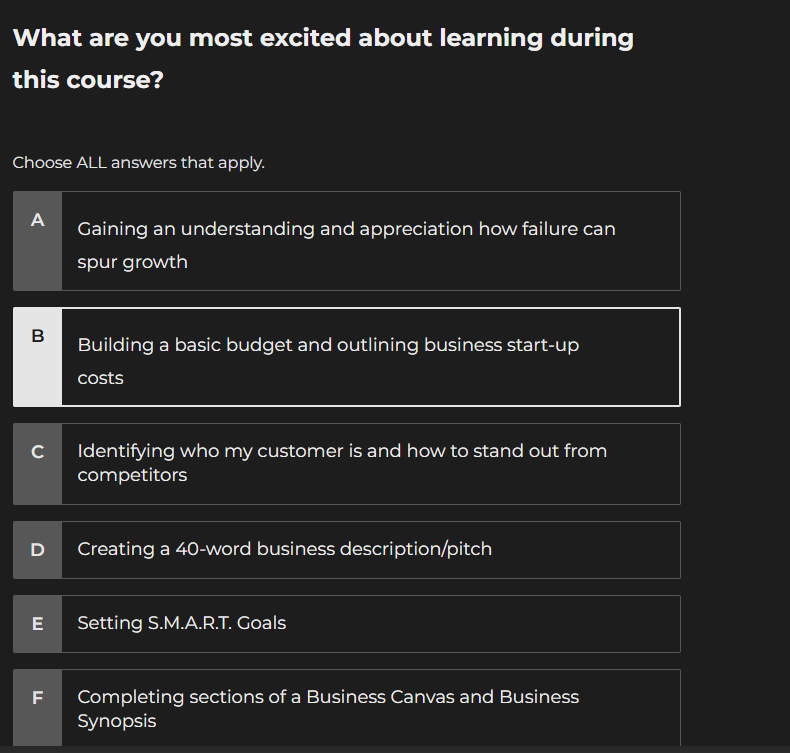 What are you most excited about learning during
this course?
Choose ALL answers that apply.
A
Gaining an understanding and appreciation how failure can
spur growth
B
Building a basic budget and outlining business start-up
costs
C
Identifying who my customer is and how to stand out from
competitors
D
Creating a 40-word business description/pitch
E
Setting S.M.A.R.T. Goals
F
Completing sections of a Business Canvas and Business
Synopsis